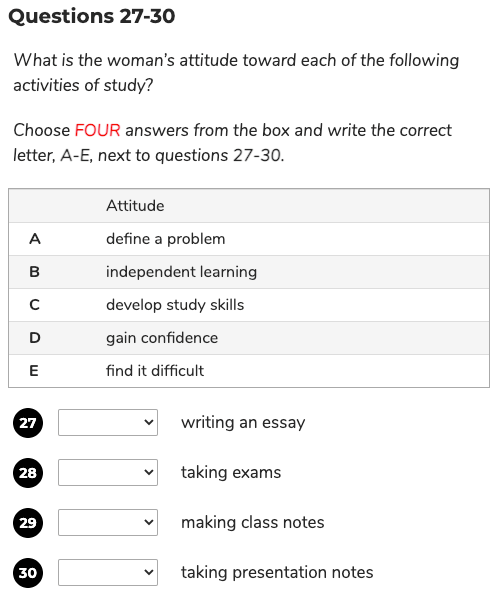 Questions 27-30
What is the woman's attitude toward each of the following
activities of study?
Choose FOUR answers from the box and write the correct
letter, A-E, next to questions 27-30.
Attitude
A define a problem
B independent learning
C develop study skills
D gain confidence
E find it difficult
27 writing an essay
28 taking exams
29 making class notes
30 taking presentation notes